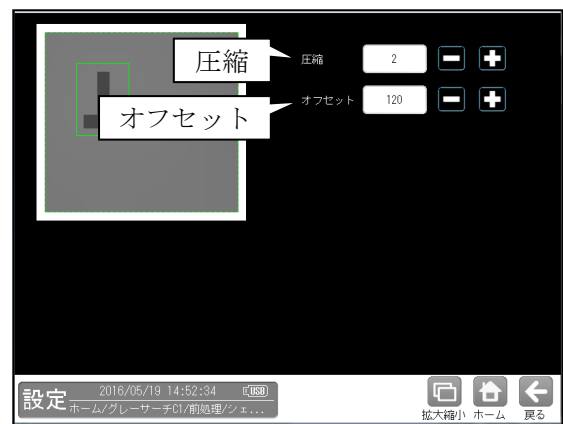 圧縮
圧縮 2
オフセット 120
オフセット
設定
2016/05/19 14:52:34 USB
ホーム/グレーサーチC1/前処理/シェ...
拡大縮小 ホーム 戻る